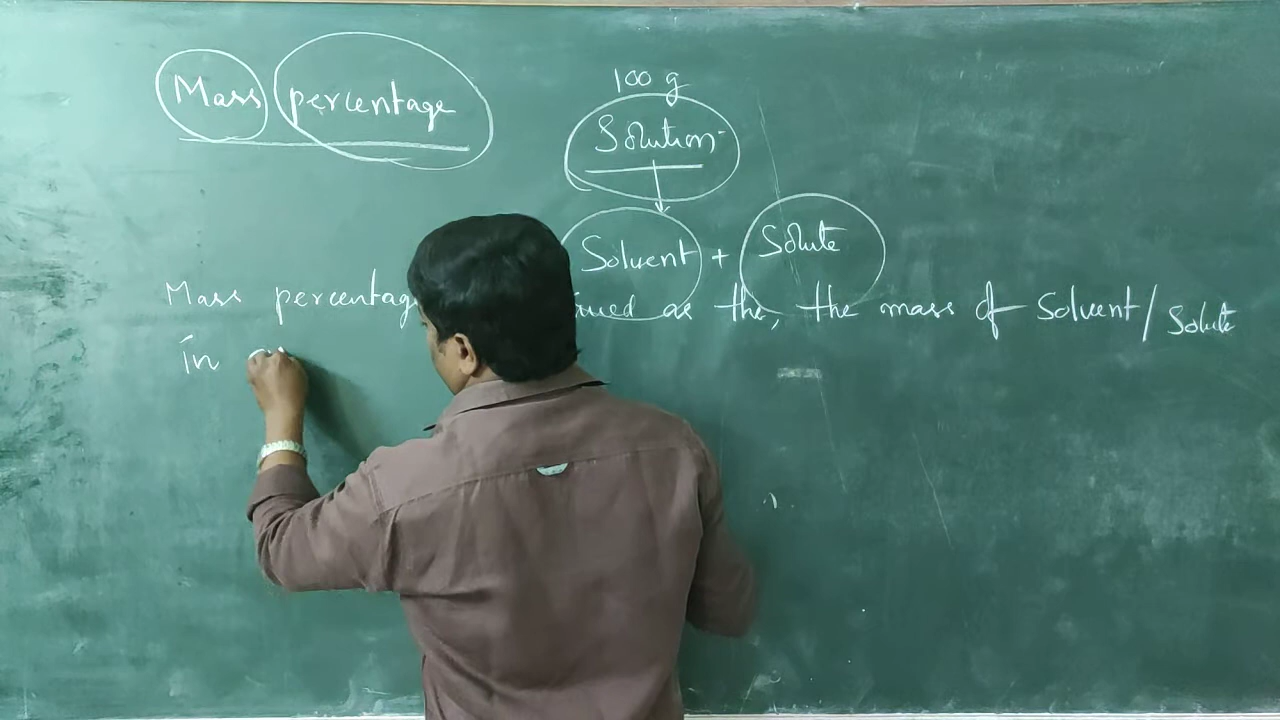 Mass percentage
100 g
Solution
Solvent + Solute
Mass percentage as the, the mass of Solvent/Solute
in